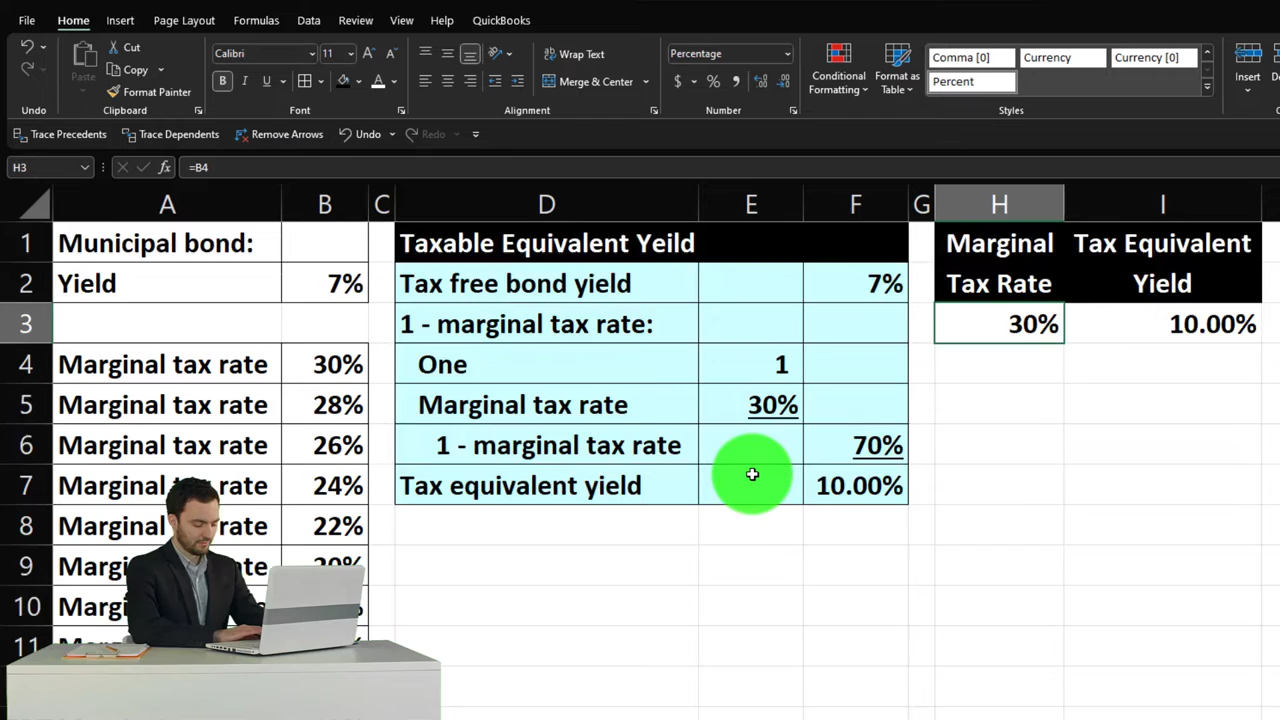 File Home Insert Page Layout Formulas Data Review View Help QuickBooks
Cut Calibri 11 Wrap Text Percentage Comma [0] Currency Currency [0]
Paste Copy Format Painter B I U A Merge & Center $ % Conditional Formatting Format as Table Percent Insert
Undo Clipboard Font Alignment Number Styles
Trace Precedents Trace Dependents Remove Arrows Undo Redo
H3 fx =B4
A B C D E F G H I
1 Municipal bond: Taxable Equivalent Yeild Marginal Tax Equivalent
2 Yield 7% Tax free bond yield 7% Tax Rate Yield
3 1 - marginal tax rate: 30% 10.00%
4 Marginal tax rate 30% One 1
5 Marginal tax rate 28% Marginal tax rate 30%
6 Marginal tax rate 26% 1 - marginal tax rate 70%
7 tax rate 24% Tax equivalent yield 10.00%
8 rate 22%
9
10
11